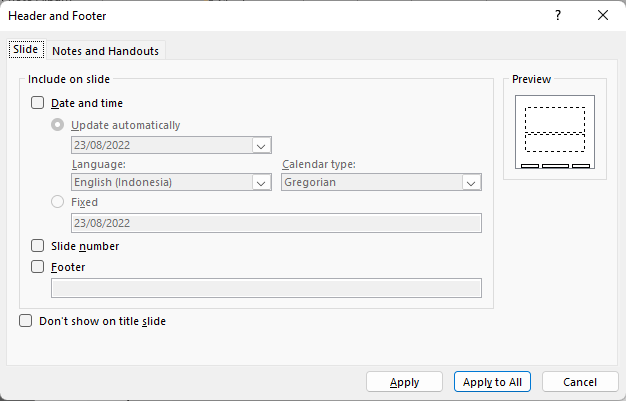 Header and Footer
Slide
Notes and Handouts
Include on slide
Date and time
Update automatically
23/08/2022
Language:
Calendar type:
English (Indonesia)
Gregorian
Fixed
23/08/2022
Slide number
Footer
Don't show on title slide
Preview
Apply
Apply to All
Cancel